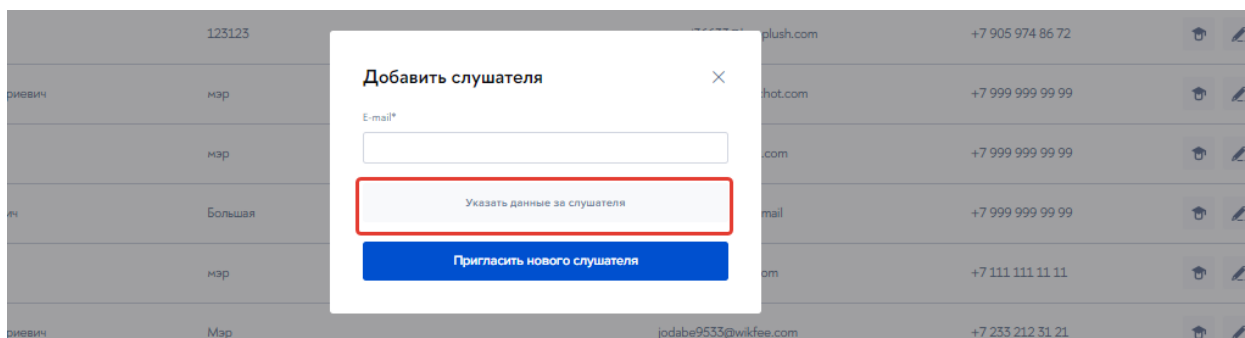 123123 plush.com +7 905 974 86 72
Добавить слушателя
риевич мэр hot.com +7 999 999 99 99
E-mail*
мэр .com +7 999 999 99 99
Указать данные за слушателя
ич Большая mail +7 999 999 99 99
Пригласить нового слушателя
мэр om +7 111 111 11 11
риевич Мэр jodabe9533@wikfee.com +7 233 212 31 21